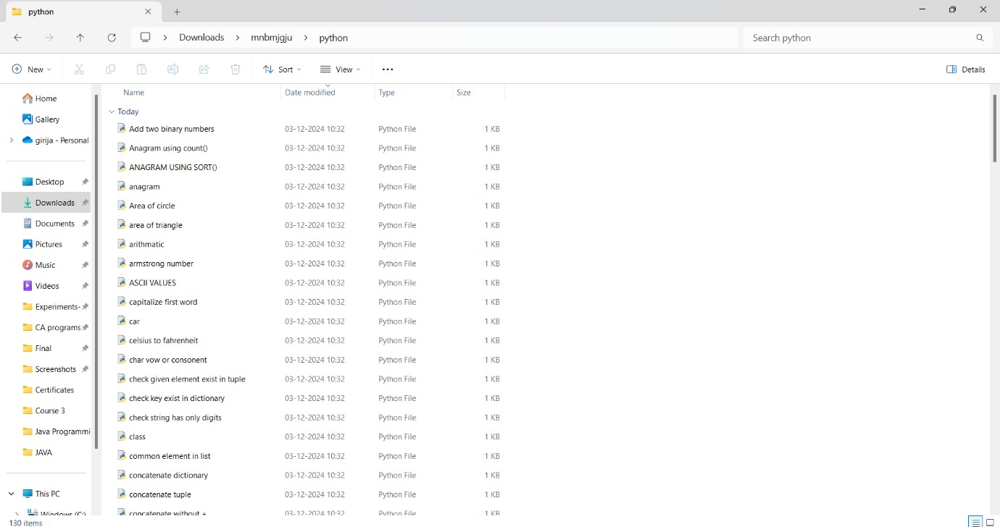 python
Downloads > mnbmjgju > python
Search python
New
Sort
View
Details
Name Date modified Type Size
Home
Gallery
girija - Personal
Desktop
Downloads
Documents
Pictures
Music
Videos
Experiments-
CA programs
Final
Screenshots
Certificates
Course 3
Java Programmi
JAVA
This PC
Windows (C:)
Today
Add two binary numbers 03-12-2024 10:32 Python File 1 KB
Anagram using count() 03-12-2024 10:32 Python File 1 KB
ANAGRAM USING SORT() 03-12-2024 10:32 Python File 1 KB
anagram 03-12-2024 10:32 Python File 1 KB
Area of circle 03-12-2024 10:32 Python File 1 KB
area of triangle 03-12-2024 10:32 Python File 1 KB
arithmatic 03-12-2024 10:32 Python File 1 KB
armstrong number 03-12-2024 10:32 Python File 1 KB
ASCII VALUES 03-12-2024 10:32 Python File 1 KB
capitalize first word 03-12-2024 10:32 Python File 1 KB
car 03-12-2024 10:32 Python File 1 KB
celsius to fahrenheit 03-12-2024 10:32 Python File 1 KB
char vow or consonent 03-12-2024 10:32 Python File 1 KB
check given element exist in tuple 03-12-2024 10:32 Python File 1 KB
check key exist in dictionary 03-12-2024 10:32 Python File 1 KB
check string has only digits 03-12-2024 10:32 Python File 1 KB
class 03-12-2024 10:32 Python File 1 KB
common element in list 03-12-2024 10:32 Python File 1 KB
concatenate dictionary 03-12-2024 10:32 Python File 1 KB
concatenate tuple 03-12-2024 10:32 Python File 1 KB
concatenate without + 03-12-2024 10:32 Python File 1 KB
130 items